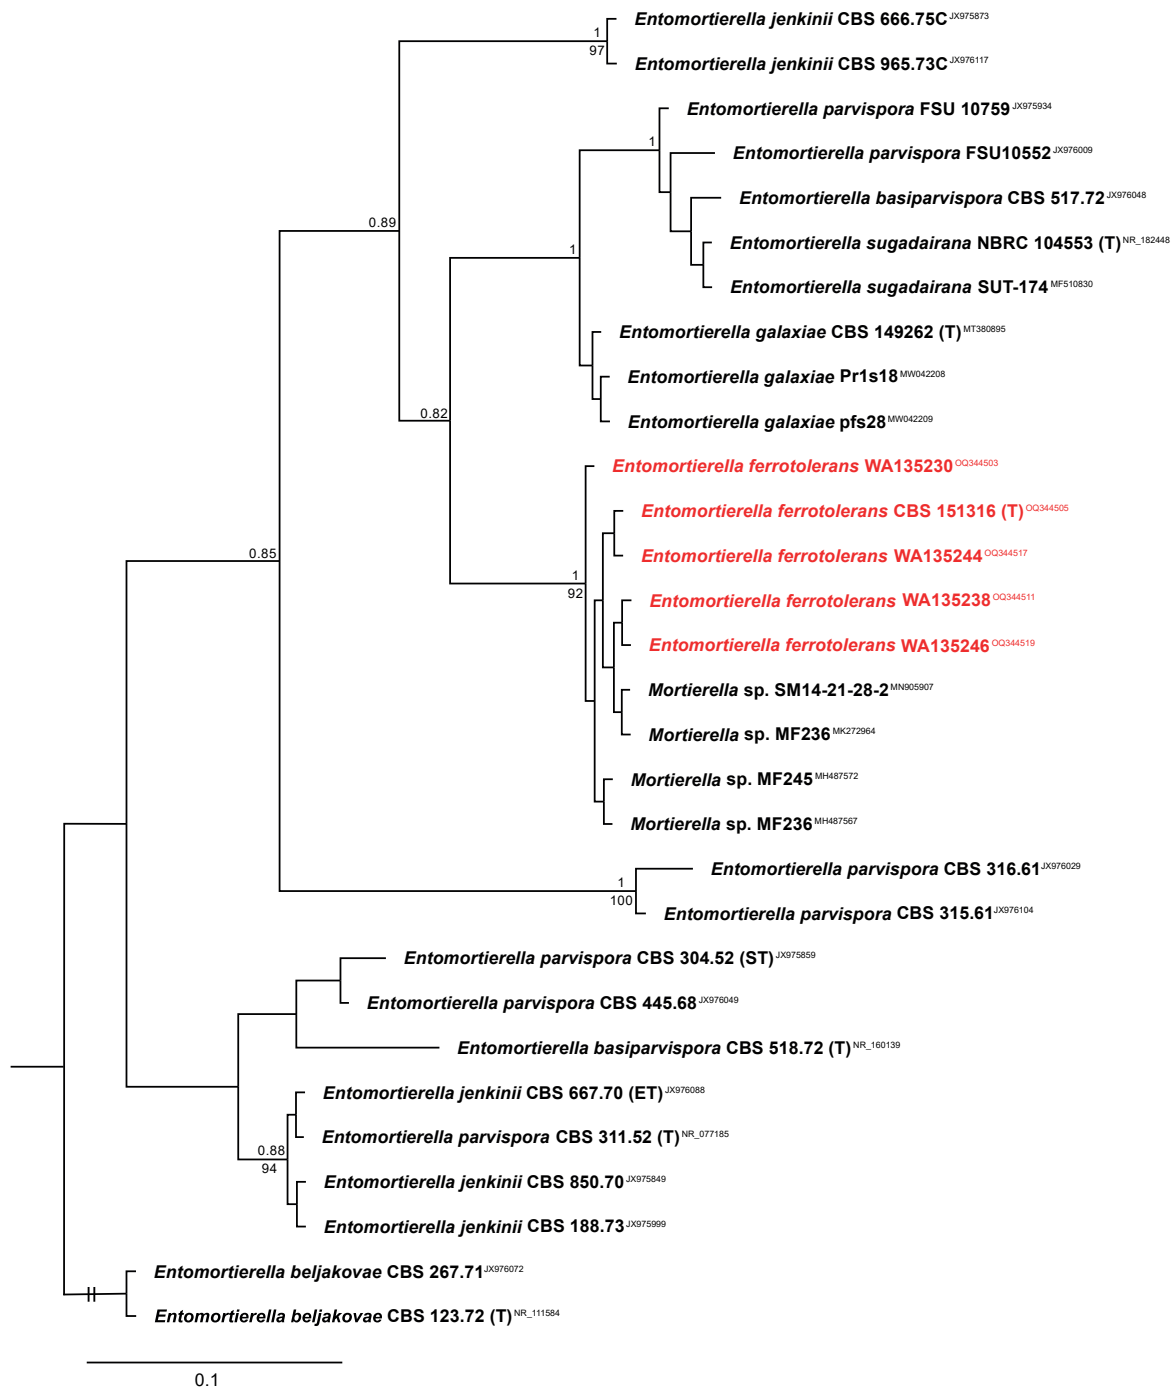 Entomortierella jenkinii CBS 666.75C JX975873
1
97
Entomortierella jenkinii CBS 965.73C JX976117
Entomortierella parvispora FSU 10759 JX975934
1
Entomortierella parvispora FSU10552 JX976009
Entomortierella basiparvispora CBS 517.72 JX976048
0.89
Entomortierella sugadairana NBRC 104553 (T) NR_182448
1
Entomortierella sugadairana SUT-174 MF510830
Entomortierella galaxiae CBS 149262 (T) MT380895
Entomortierella galaxiae Pr1s18 MW042208
0.82
Entomortierella galaxiae pfs28 MW042209
Entomortierella ferrotolerans WA135230 OQ344503
Entomortierella ferrotolerans CBS 151316 (T) OQ344505
0.85
Entomortierella ferrotolerans WA135244 OQ344517
1
92
Entomortierella ferrotolerans WA135238 OQ344511
Entomortierella ferrotolerans WA135246 OQ344519
Mortierella sp. SM14-21-28-2 MN905907
Mortierella sp. MF236 MK272964
Mortierella sp. MF245 MH487572
Mortierella sp. MF236 MH487567
Entomortierella parvispora CBS 316.61 JX976029
1
100
Entomortierella parvispora CBS 315.61 JX976104
Entomortierella parvispora CBS 304.52 (ST) JX975859
Entomortierella parvispora CBS 445.68 JX976049
Entomortierella basiparvispora CBS 518.72 (T) NR_160139
Entomortierella jenkinii CBS 667.70 (ET) JX976088
Entomortierella parvispora CBS 311.52 (T) NR_077185
0.88
94
Entomortierella jenkinii CBS 850.70 JX975849
Entomortierella jenkinii CBS 188.73 JX975999
Entomortierella beljakovae CBS 267.71 JX976072
Entomortierella beljakovae CBS 123.72 (T) NR_111584
0.1